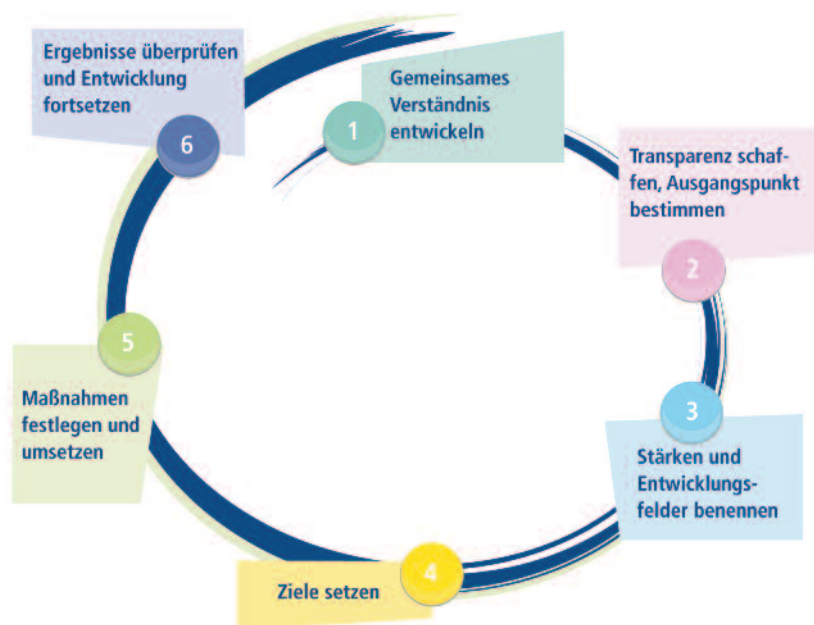 1
Gemeinsames
Verständnis
entwickeln
2
Transparenz schaf-
fen, Ausgangspunkt
bestimmen
3
Stärken und
Entwicklungs-
felder benennen
4
Ziele setzen
5
Maßnahmen
festlegen und
umsetzen
6
Ergebnisse überprüfen
und Entwicklung
fortsetzen